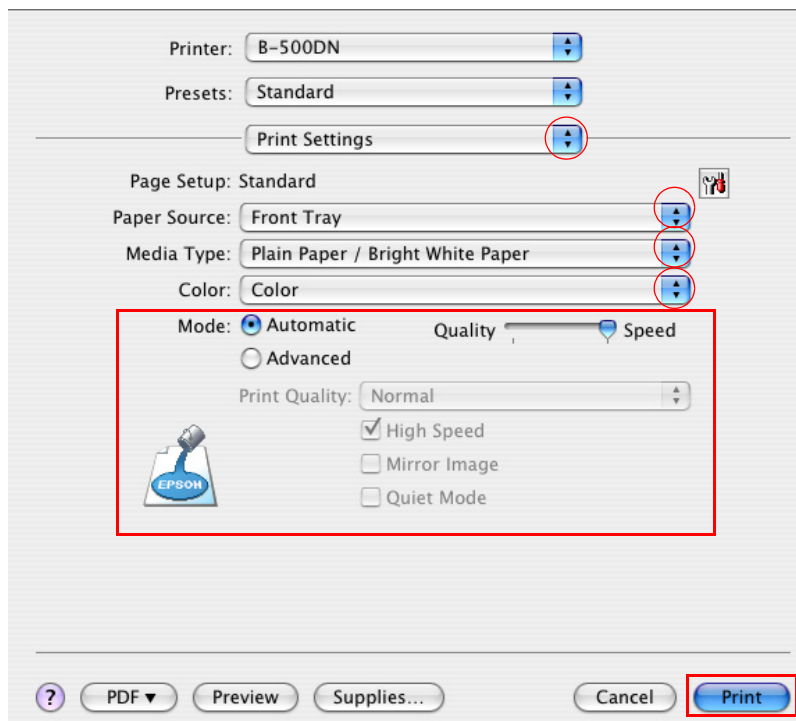 Printer: B-500DN
Presets: Standard
Print Settings
Page Setup: Standard
Paper Source: Front Tray
Media Type: Plain Paper / Bright White Paper
Color: Color
Mode: Automatic Quality Speed
Advanced
Print Quality: Normal
High Speed
Mirror Image
Quiet Mode
EPSON
? PDF ▼ Preview Supplies... Cancel Print